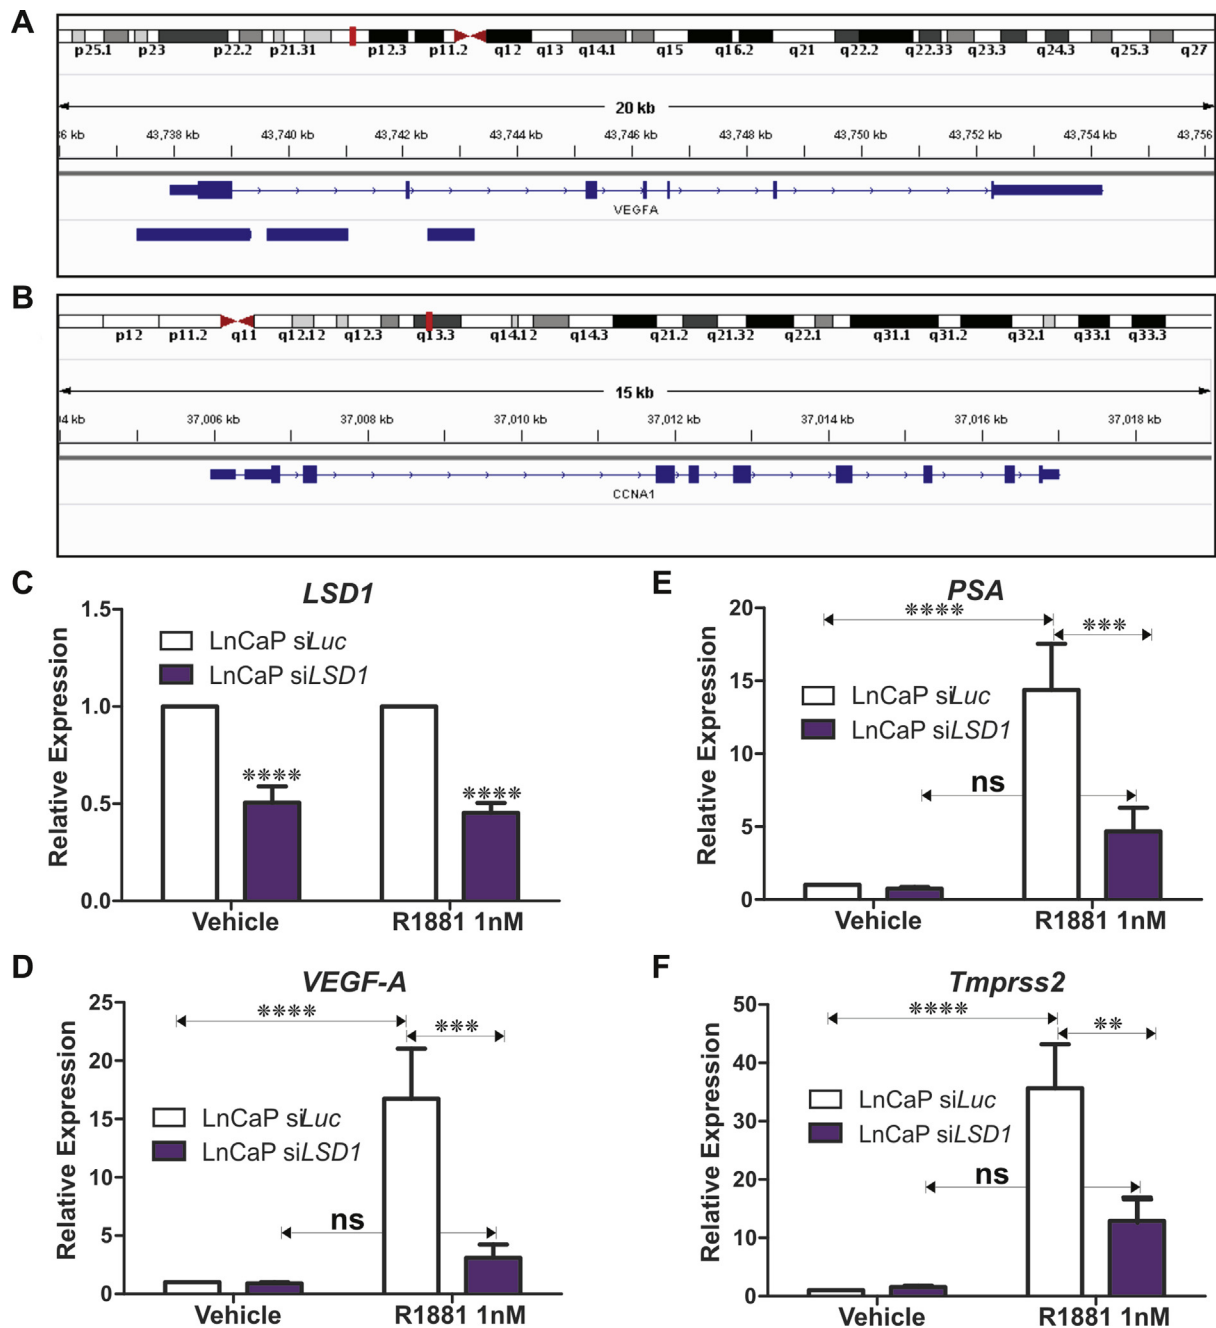 A
p25.1 p23 p22.2 p21.31 p12.3 p11.2 q12 q13 q14.1 q15 q16.2 q21 q22.2 q22.33 q23.3 q24.3 q25.3 q27
20 kb
43,738 kb 43,740 kb 43,742 kb 43,744 kb 43,746 kb 43,748 kb 43,750 kb 43,752 kb 43,754 kb 43,756
VEGFA
B
p12 p11.2 q11 q12.12 q12.3 q13.3 q14.12 q14.3 q21.2 q21.32 q22.1 q31.1 q31.2 q32.1 q33.1 q33.3
15 kb
37,006 kb 37,008 kb 37,010 kb 37,012 kb 37,014 kb 37,016 kb 37,018 kb
CCNA1
C
LSD1
Relative Expression
1.5
1.0
0.5
0.0
LnCaP siLuc
LnCaP siLSD1
****
****
Vehicle R1881 1nM
D
VEGF-A
Relative Expression
25
20
15
10
5
0
****
***
LnCaP siLuc
LnCaP siLSD1
ns
Vehicle R1881 1nM
E
PSA
Relative Expression
20
15
10
5
0
****
***
LnCaP siLuc
LnCaP siLSD1
ns
Vehicle R1881 1nM
F
Tmprss2
Relative Expression
50
40
30
20
10
0
****
**
LnCaP siLuc
LnCaP siLSD1
ns
Vehicle R1881 1nM